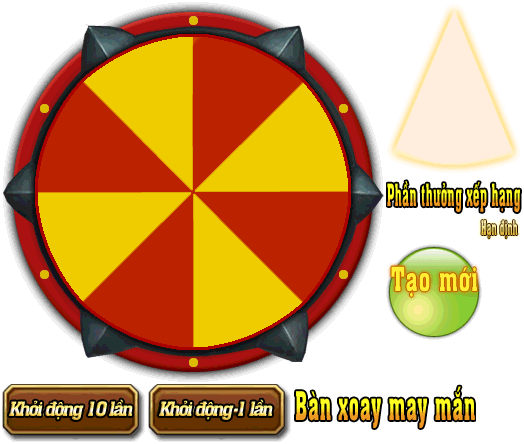 Phần thưởng xếp hạng
Hạn định
Tạo mới
Khởi động 10 lần
Khởi động-1 lần
Bàn xoay may mắn